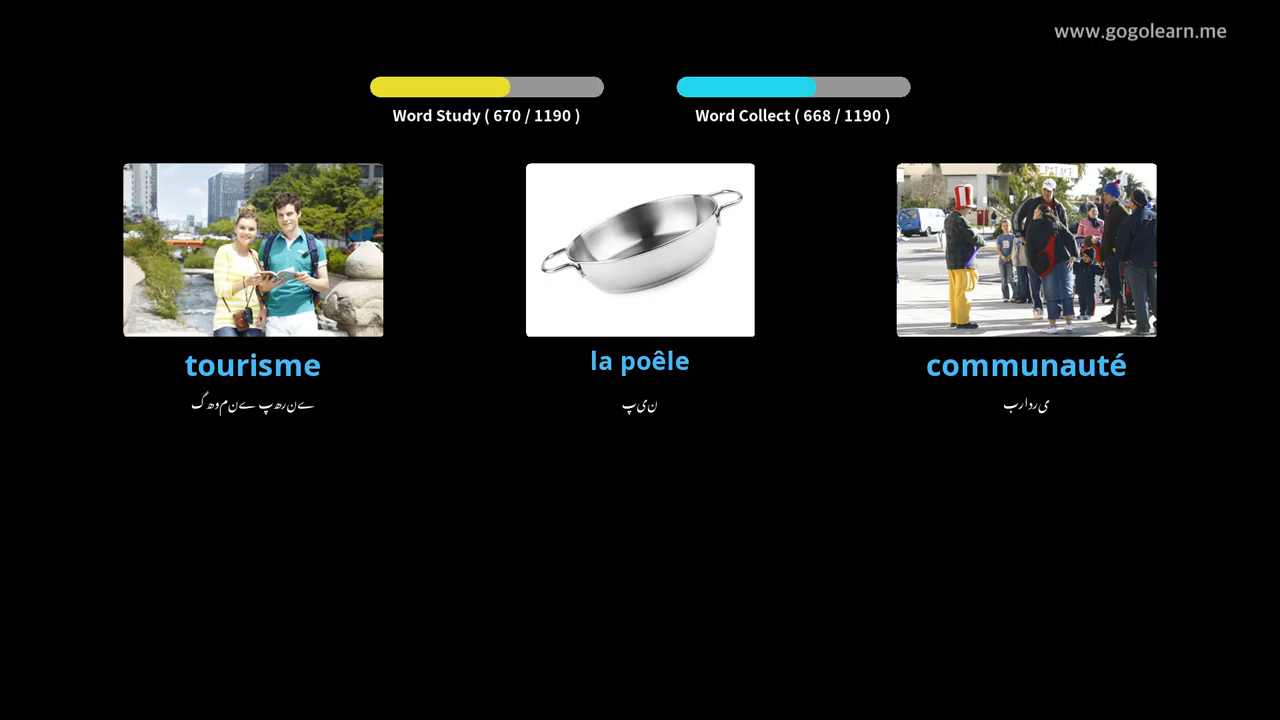 www.gogolearn.me
Word Study ( 670 / 1190 )
Word Collect ( 668 / 1190 )
tourisme
la poêle
communauté
گھومنے پھرنے
پین
برادری